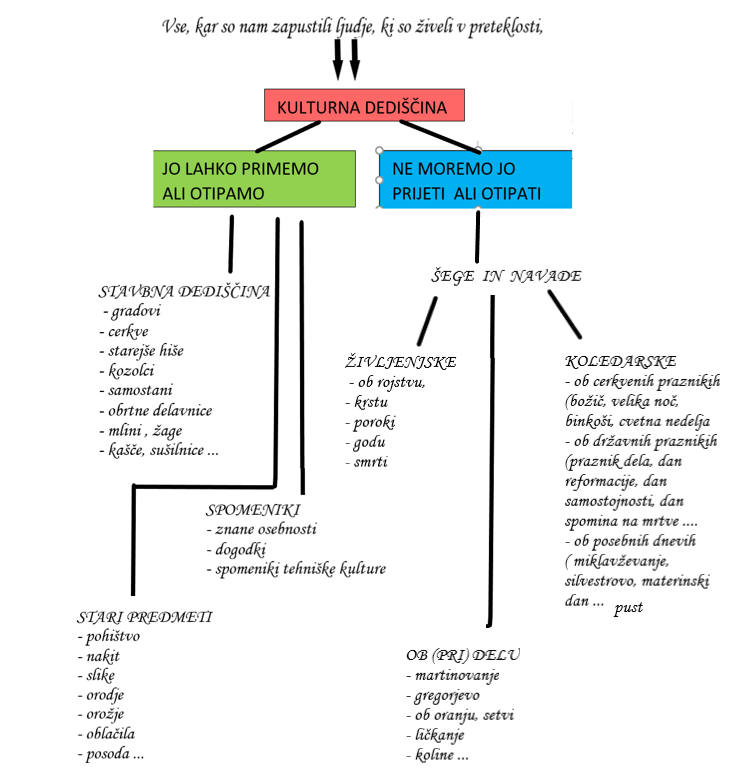 Vse, kar so nam zapustili ljudje, ki so živeli v preteklosti,
KULTURNA DEDIŠČINA
JO LAHKO PRIMEMO
ALI OTIPAMO
NE MOREMO JO
PRIJETI ALI OTIPATI
STAVBNA DEDIŠČINA
- gradovi
- cerkve
- starejše hiše
- kozolci
- samostani
- obrtne delavnice
- mlini , žage
- kašče, sušilnice ...
SPOMENIKI
- znane osebnosti
- dogodki
- spomeniki tehniške kulture
STARI PREDMETI
- pohištvo
- nakit
- slike
- orodje
- orožje
- oblačila
- posoda ...
ŠEGE IN NAVADE
ŽIVLJENJSKE
- ob rojstvu,
- krstu
- poroki
- godu
- smrti
OB (PRI) DELU
- martinovanje
- gregorjevo
- ob oranju, setvi
- ličkanje
- koline ...
KOLEDARSKE
- ob cerkvenih praznikih
(božič, velika noč,
binkoši, cvetna nedelja
- ob državnih praznikih
(praznik dela, dan
reformacije, dan
samostojnosti, dan
spomina na mrtve ....
- ob posebnih dnevih
( miklavževanje,
silvestrovo, materinski
dan ... pust